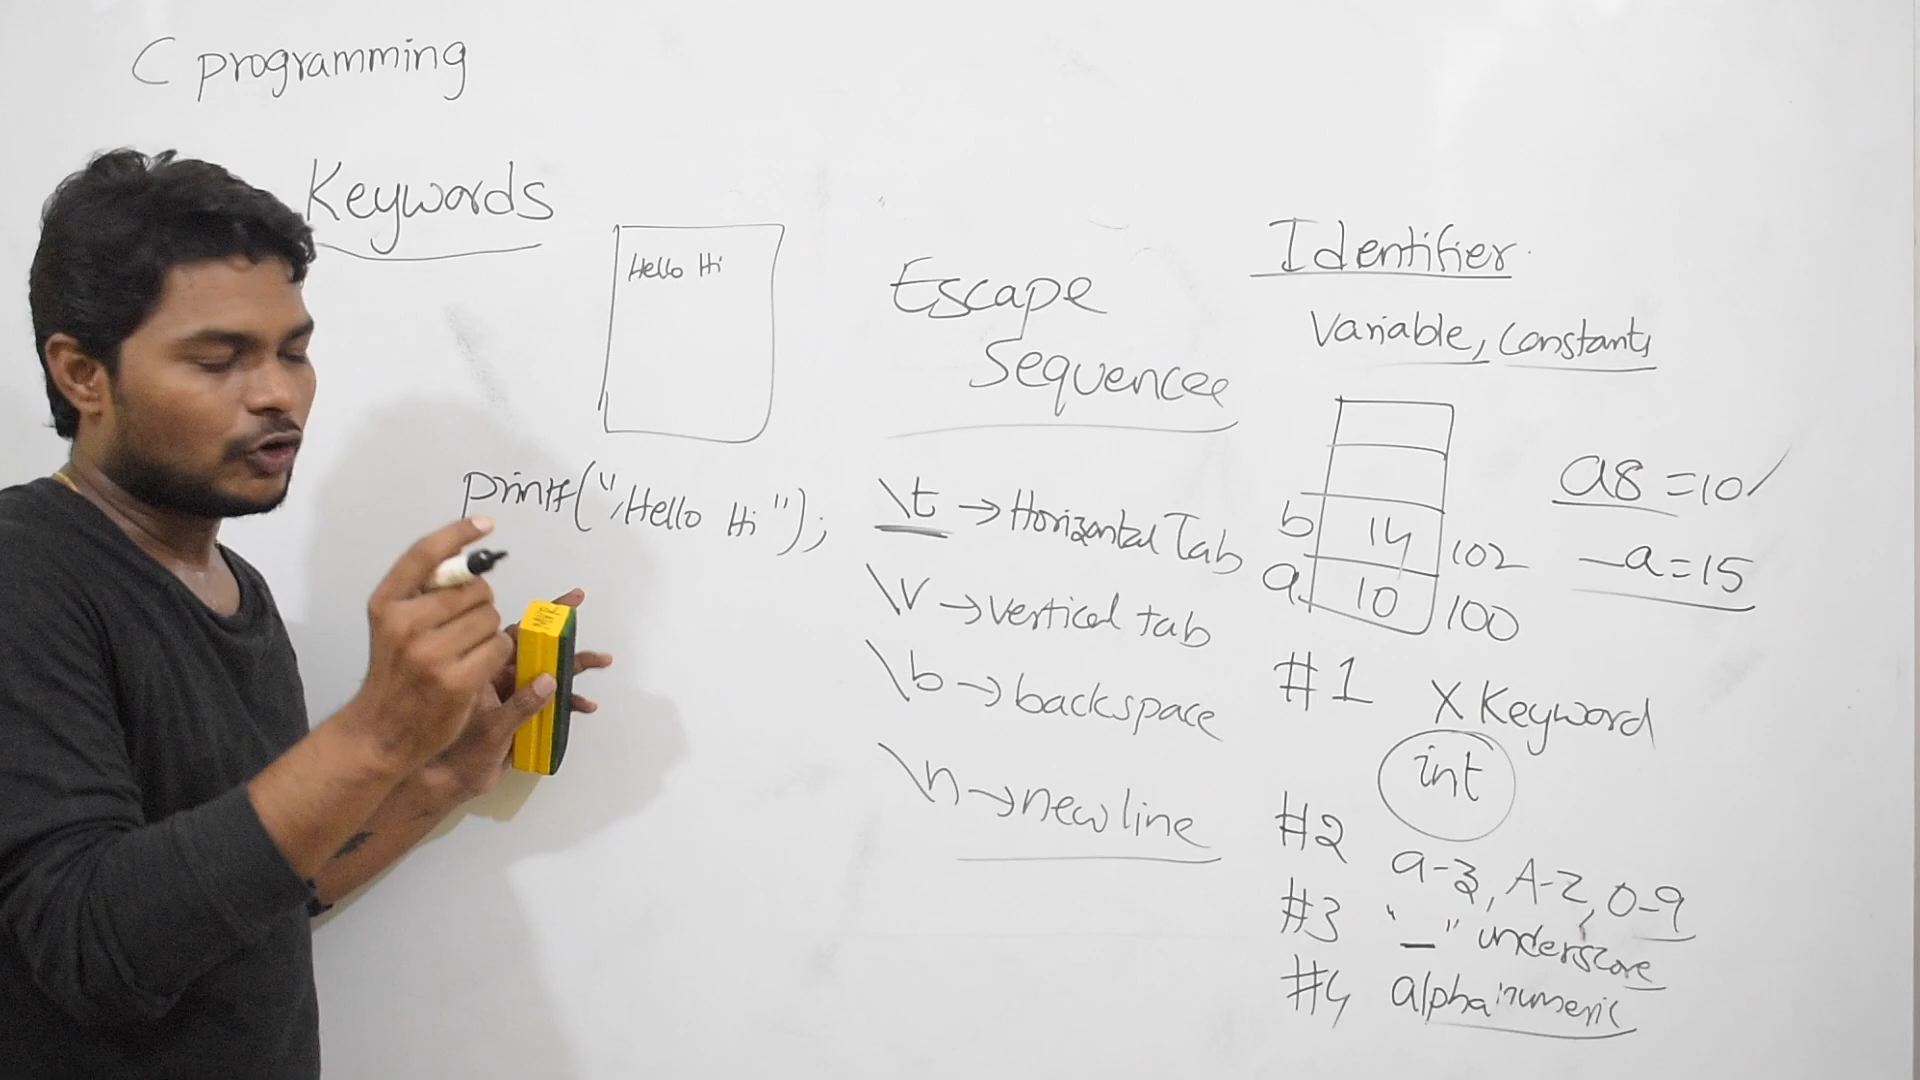 C programming
Keywords
Hello Hi
printf("Hello Hi");
Escape
Sequencee
\t → Horizontal Tab
\v → vertical tab
\b → backspace
\n → new line
Identifier
Variable, Constants
b 14 102
a 10 100
a8 = 10
_a = 15
#1 X Keyword
int
#2 a-z, A-Z, 0-9
#3 "_" underscore
#4 alphanumeric